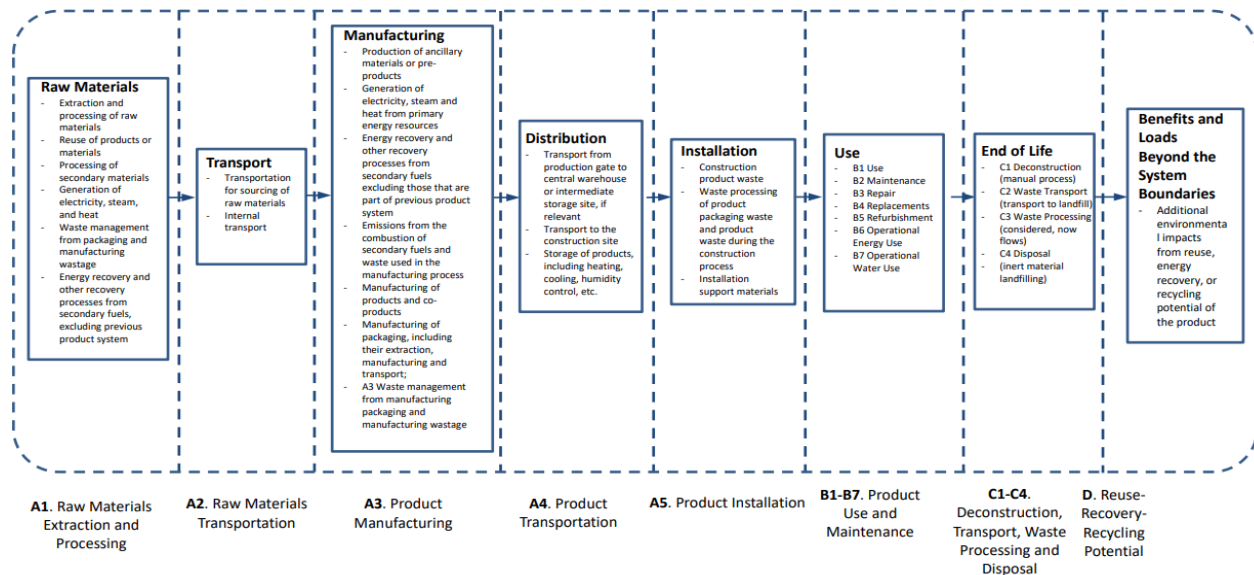 Raw Materials
- Extraction and
processing of raw
materials
- Reuse of products or
materials
- Processing of
secondary materials
- Generation of
electricity, steam, and
heat
- Waste management
from packaging and
manufacturing
wastage
- Energy recovery and
other recovery
processes from
secondary fuels,
excluding previous
product system
Transport
- Transportation
for sourcing of
raw materials
- Internal
transport
Manufacturing
- Production of ancillary
materials or pre-
products
- Generation of
electricity, steam and
heat from primary
energy resources
- Energy recovery and
other recovery
processes from
secondary fuels
excluding those that are
part of previous product
system
- Emissions from the
combustion of
secondary fuels and
waste used in the
manufacturing process
- Manufacturing of
products and co-
products
- Manufacturing of
packaging, including
their extraction,
manufacturing and
transport;
- A3 Waste management
from manufacturing
packaging and
manufacturing wastage
Distribution
- Transport from
production gate to
central warehouse
or intermediate
storage site, if
relevant
- Transport to the
construction site
- Storage of products,
including heating,
cooling, humidity
control, etc.
Installation
- Construction
product waste
- Waste processing
of product
packaging waste
and product
waste during the
construction
process
- Installation
support materials
Use
- B1 Use
- B2 Maintenance
- B3 Repair
- B4 Replacements
- B5 Refurbishment
- B6 Operational
Energy Use
- B7 Operational
Water Use
End of Life
- C1 Deconstruction
(manual process)
- C2 Waste Transport
(transport to landfill)
- C3 Waste Processing
(considered, now
flows)
- C4 Disposal
- (inert material
landfilling)
Benefits and
Loads
Beyond the
System
Boundaries
- Additional
environmenta
l impacts
from reuse,
energy
recovery, or
recycling
potential of
the product
A1. Raw Materials
Extraction and
Processing
A2. Raw Materials
Transportation
A3. Product
Manufacturing
A4. Product
Transportation
A5. Product Installation
B1-B7. Product
Use and
Maintenance
C1-C4.
Deconstruction,
Transport, Waste
Processing and
Disposal
D. Reuse-
Recovery-
Recycling
Potential